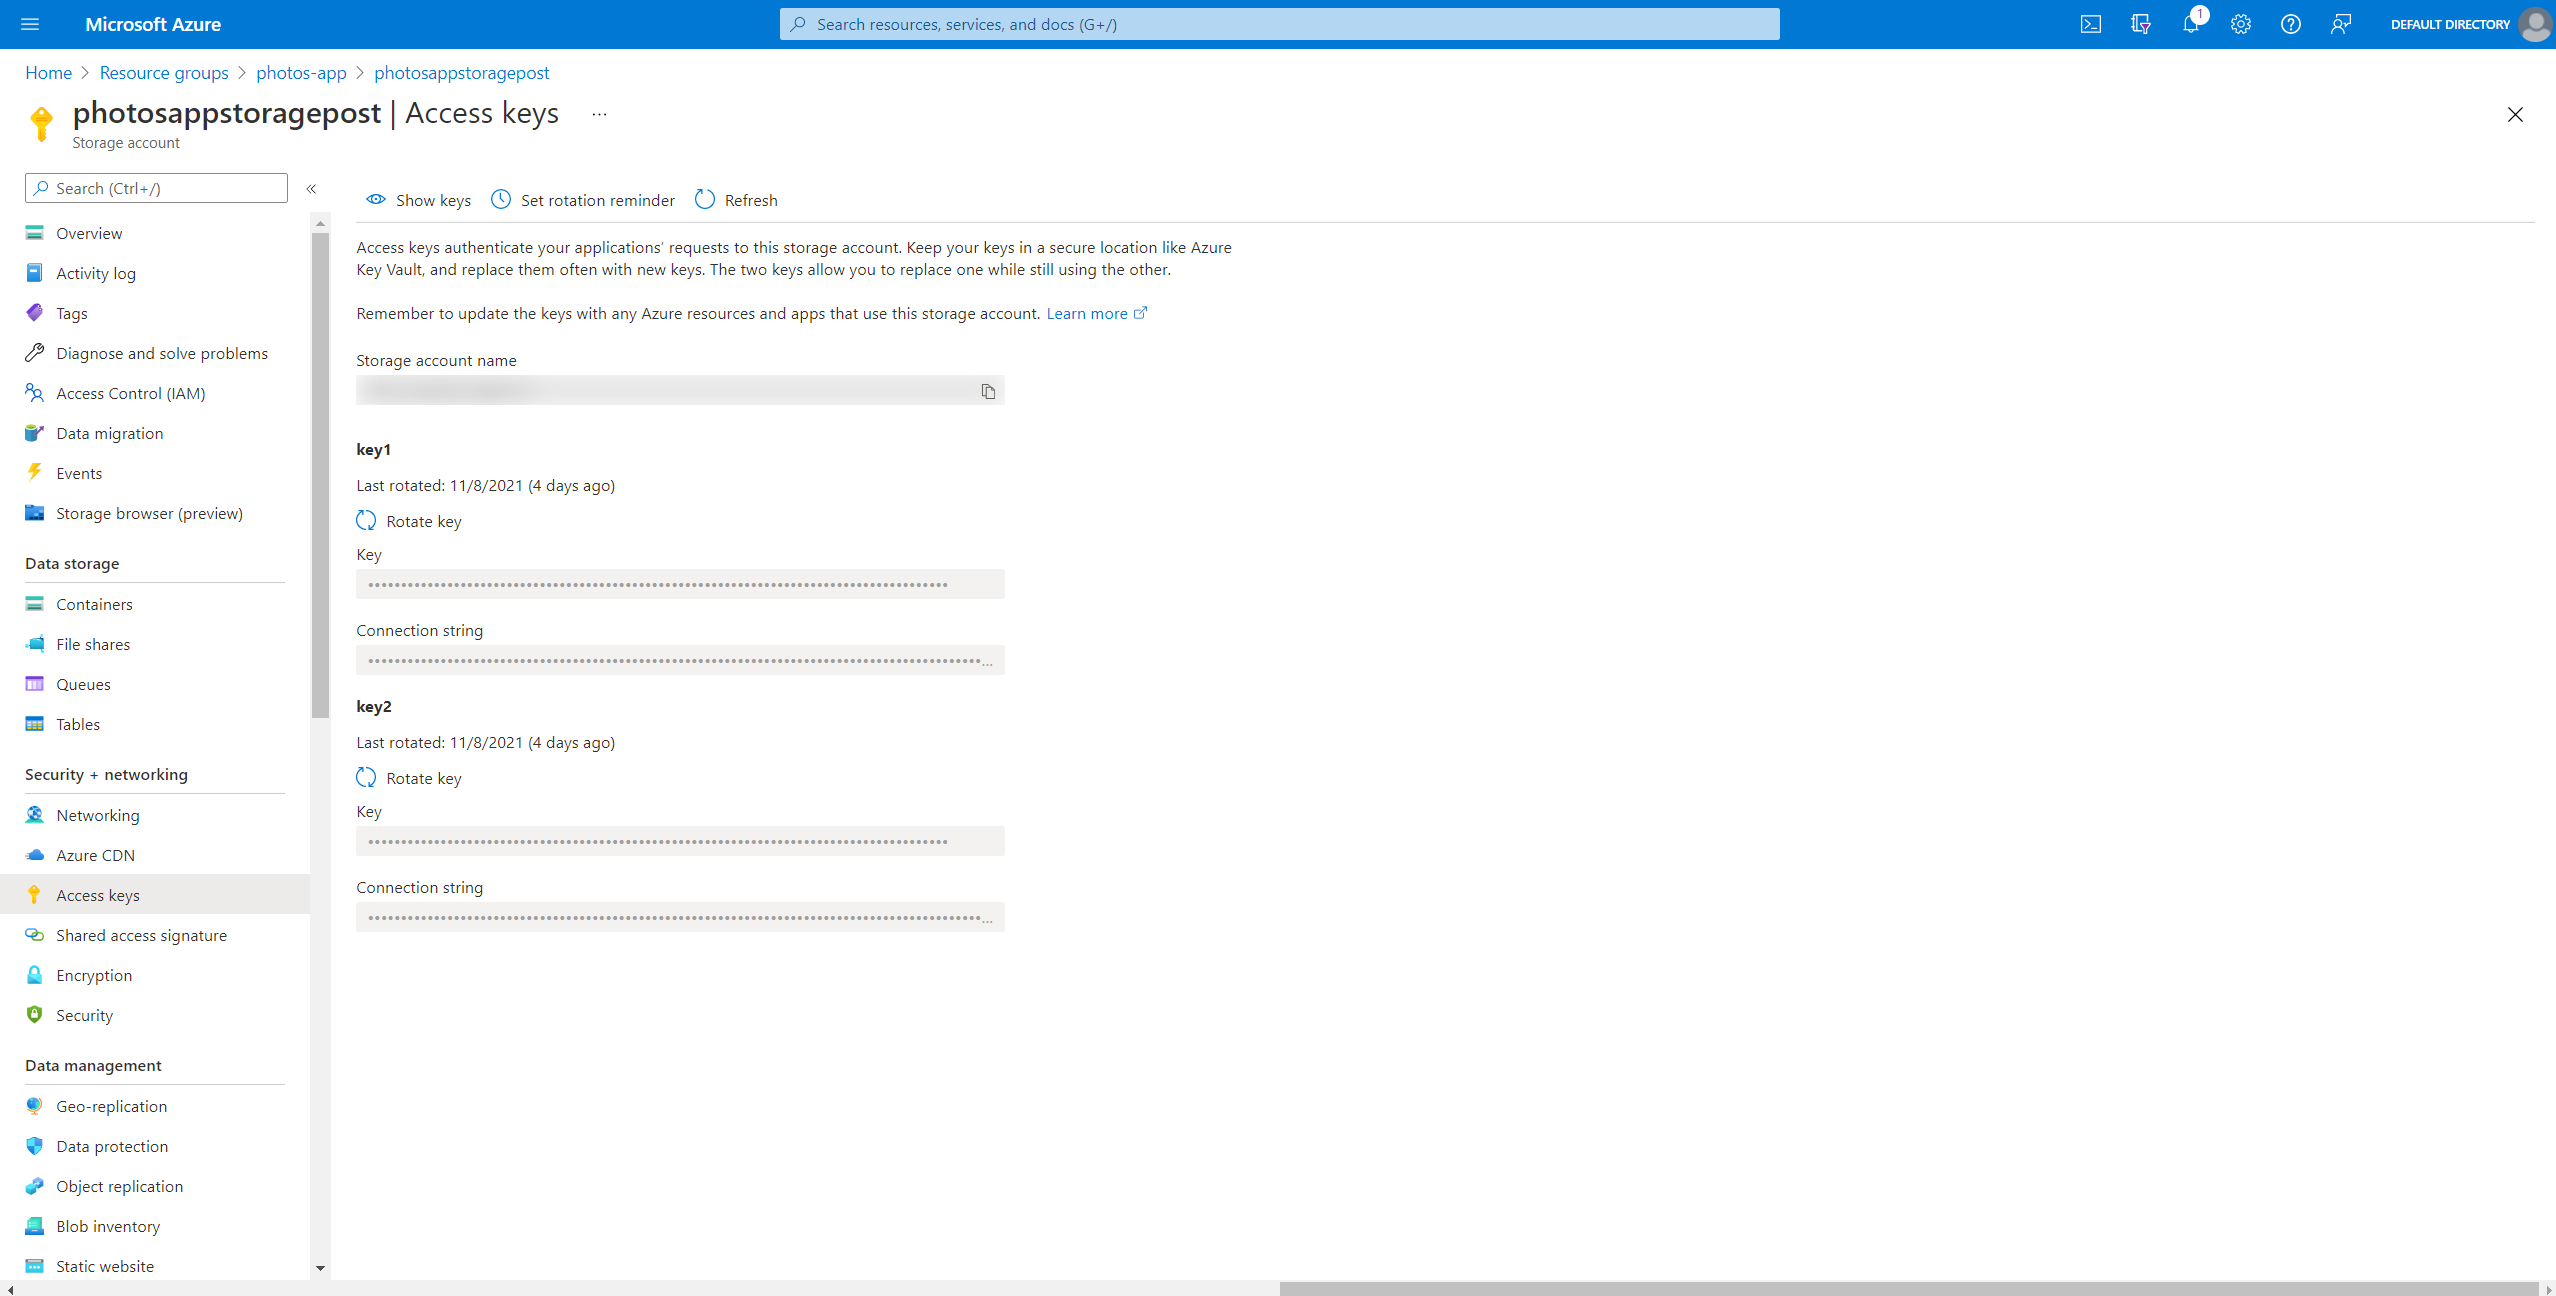 Microsoft Azure
Search resources, services, and docs (G+/)
1
DEFAULT DIRECTORY
Home > Resource groups > photos-app > photosappstoragepost
photosappstoragepost | Access keys ...
Storage account
Search (Ctrl+/)
«
Overview
Activity log
Tags
Diagnose and solve problems
Access Control (IAM)
Data migration
Events
Storage browser (preview)
Data storage
Containers
File shares
Queues
Tables
Security + networking
Networking
Azure CDN
Access keys
Shared access signature
Encryption
Security
Data management
Geo-replication
Data protection
Object replication
Blob inventory
Static website
Show keys
Set rotation reminder
Refresh
Access keys authenticate your applications’ requests to this storage account. Keep your keys in a secure location like Azure
Key Vault, and replace them often with new keys. The two keys allow you to replace one while still using the other.
Remember to update the keys with any Azure resources and apps that use this storage account. Learn more
Storage account name
key1
Last rotated: 11/8/2021 (4 days ago)
Rotate key
Key
Connection string
key2
Last rotated: 11/8/2021 (4 days ago)
Rotate key
Key
Connection string